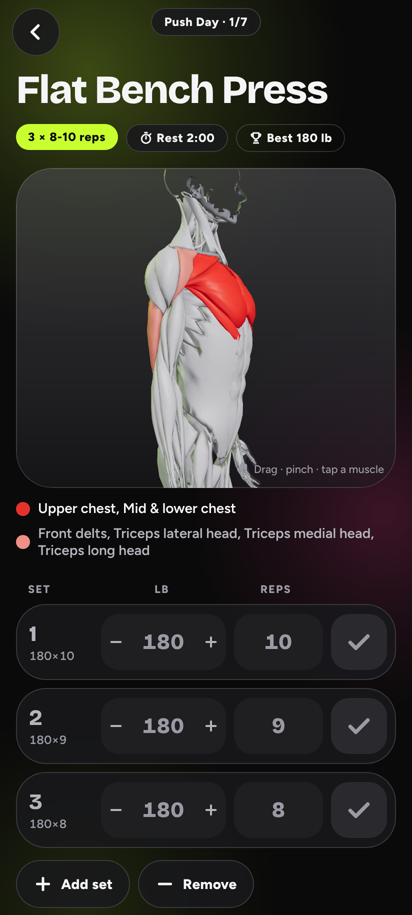 Push Day · 1/7
Flat Bench Press
3 × 8-10 reps
Rest 2:00
Best 180 lb
Drag · pinch · tap a muscle
Upper chest, Mid & lower chest
Front delts, Triceps lateral head, Triceps medial head,
Triceps long head
SET LB REPS
1
180×10
− 180 +
10
2
180×9
− 180 +
9
3
180×8
− 180 +
8
+ Add set
− Remove